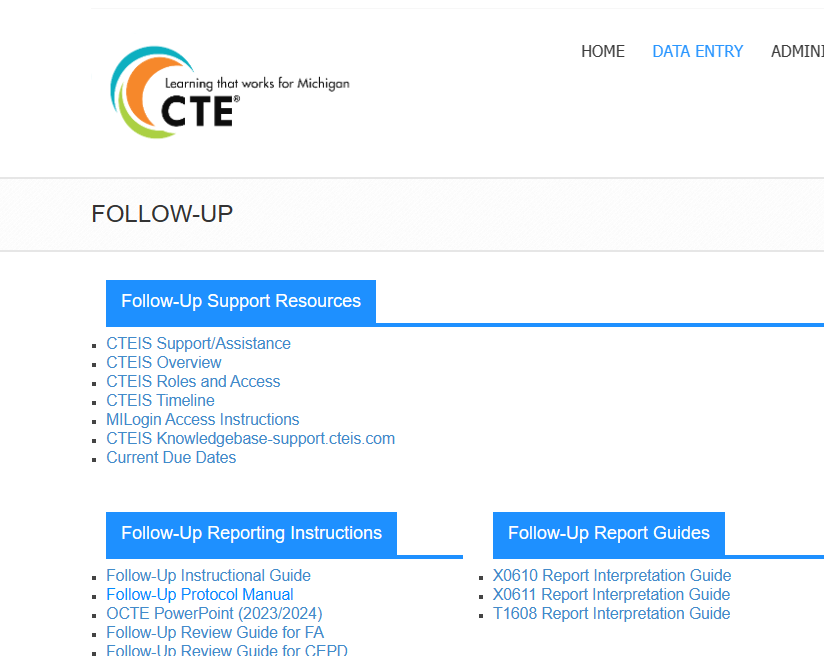 HOME DATA ENTRY
Learning that works for Michigan
CTE®
FOLLOW-UP
Follow-Up Support Resources
CTEIS Support/Assistance
CTEIS Overview
CTEIS Roles and Access
CTEIS Timeline
MILogin Access Instructions
CTEIS Knowledgebase-support.cteis.com
Current Due Dates
Follow-Up Reporting Instructions
Follow-Up Instructional Guide
Follow-Up Protocol Manual
OCTE PowerPoint (2023/2024)
Follow-Up Review Guide for FA
Follow-Up Review Guide for CEPD
Follow-Up Report Guides
X0610 Report Interpretation Guide
X0611 Report Interpretation Guide
T1608 Report Interpretation Guide